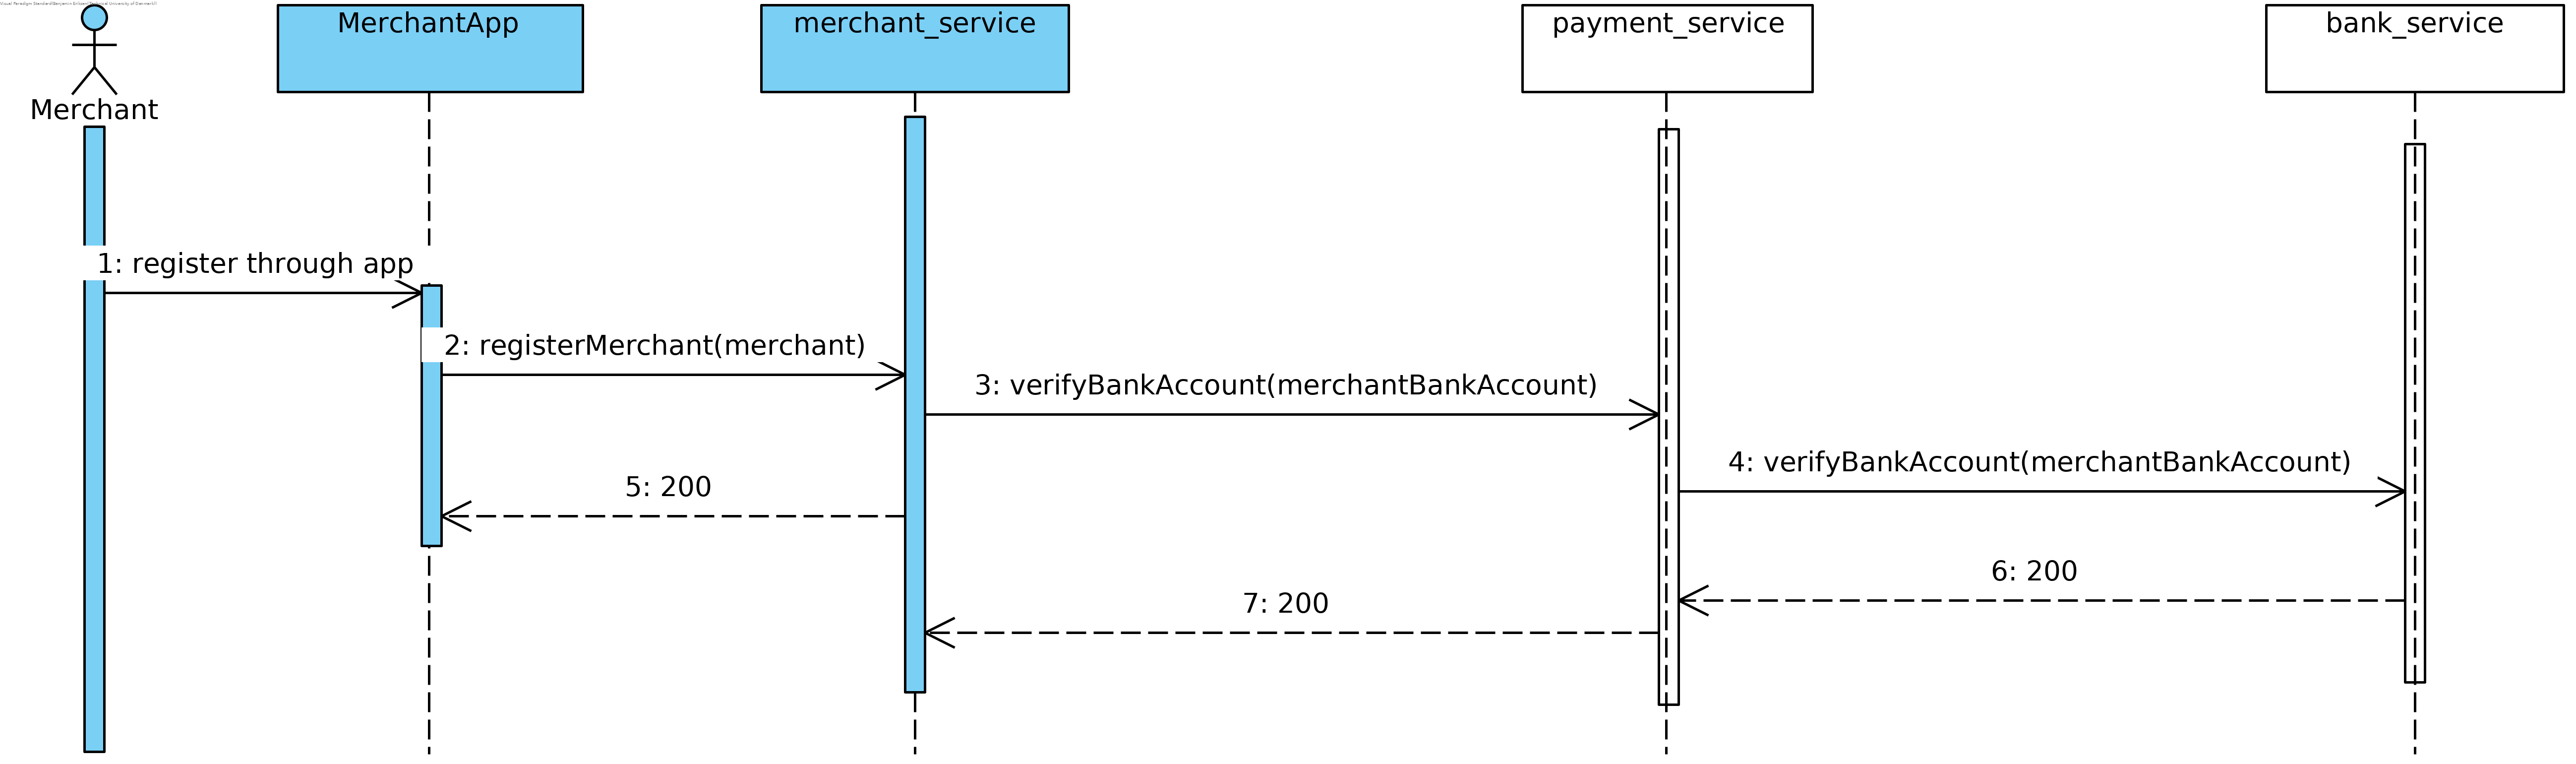 Visual Paradigm Standard(Benjamin Eriksen(Technical University of Denmark))
MerchantApp
merchant_service
payment_service
bank_service
Merchant
1: register through app
2: registerMerchant(merchant)
3: verifyBankAccount(merchantBankAccount)
4: verifyBankAccount(merchantBankAccount)
5: 200
6: 200
7: 200